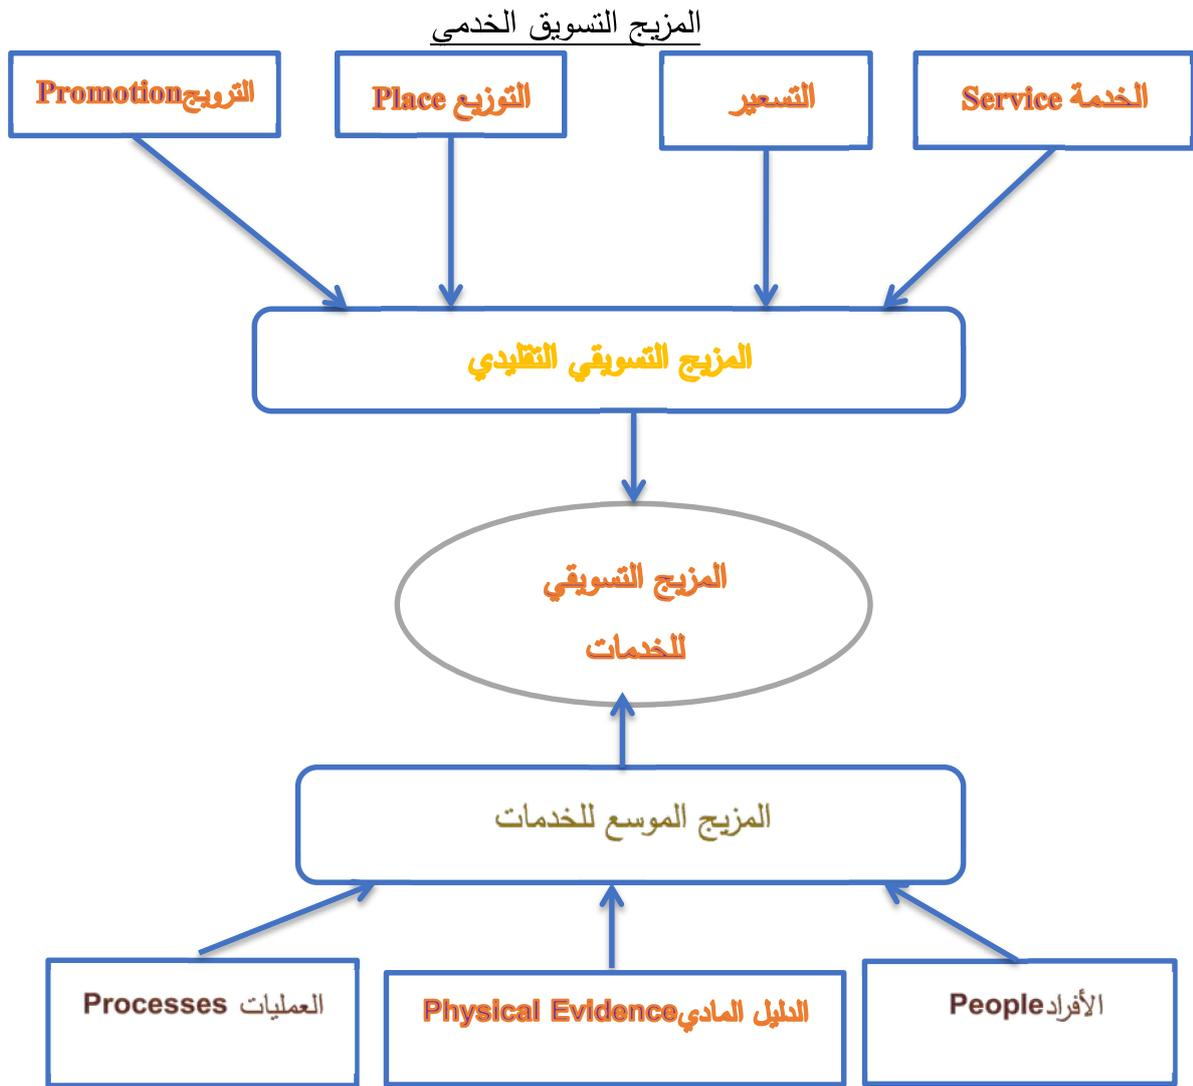 المزيج التسويق الخدمي
الخدمة Service
التسعير
التوزيع Place
الترويجPromotion
المزيج التسويقي التقليدي
المزيج التسويقي
للخدمات
المزيج الموسع للخدمات
الأفرادPeople
الدليل الماديPhysical Evidence
العمليات Processes